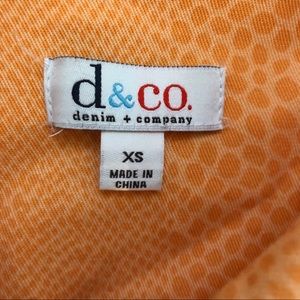 d&co.
denim + company
XS
MADE IN
CHINA